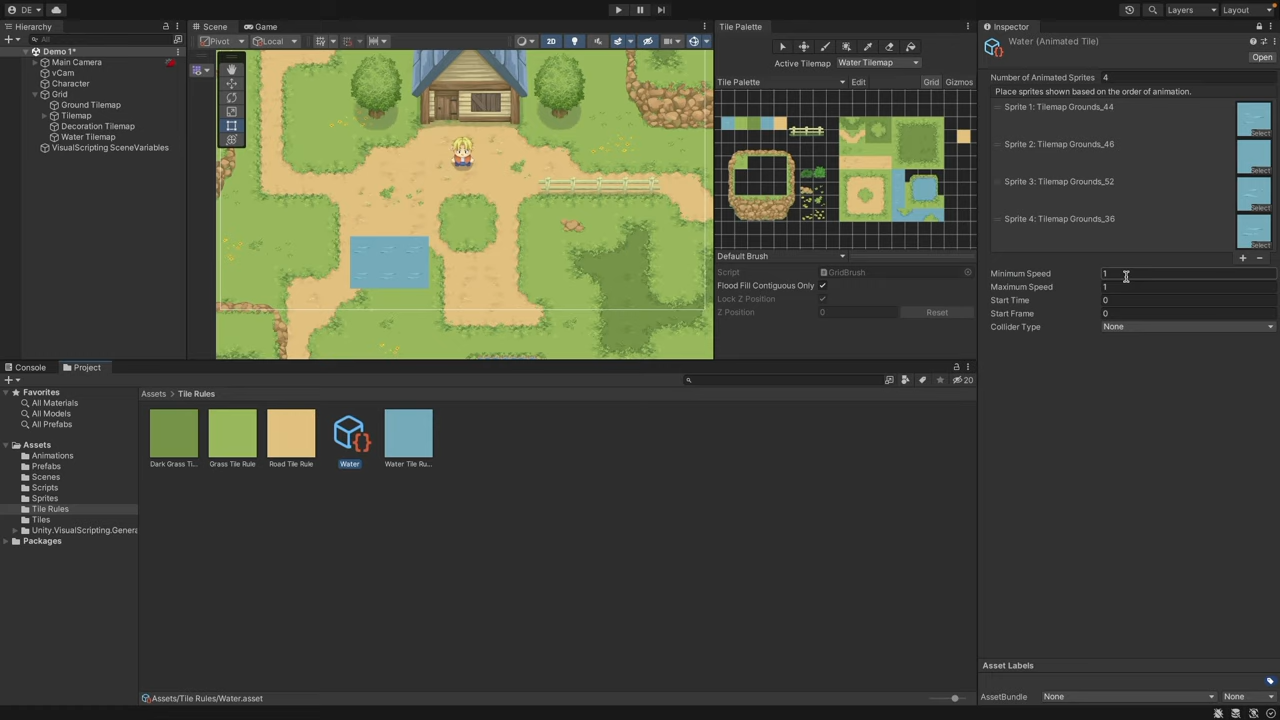 DE
Layers
Layout
Hierarchy
All
Demo 1*
Main Camera
vCam
Character
Grid
Ground Tilemap
Tilemap
Decoration Tilemap
Water Tilemap
VisualScripting SceneVariables
Scene
Game
Pivot
Local
2D
Tile Palette
Active Tilemap
Water Tilemap
Tile Palette
Edit
Grid
Gizmos
Default Brush
Script
GridBrush
Flood Fill Contiguous Only
Lock Z Position
Z Position
0
Reset
Inspector
Water (Animated Tile)
Open
Number of Animated Sprites
4
Place sprites shown based on the order of animation.
Sprite 1: Tilemap Grounds_44
Select
Sprite 2: Tilemap Grounds_46
Select
Sprite 3: Tilemap Grounds_52
Select
Sprite 4: Tilemap Grounds_36
Select
Minimum Speed
1
Maximum Speed
1
Start Time
0
Start Frame
0
Collider Type
None
Console
Project
20
Favorites
All Materials
All Models
All Prefabs
Assets
Animations
Prefabs
Scenes
Scripts
Sprites
Tile Rules
Tiles
Unity.VisualScripting.Genera
Packages
Assets > Tile Rules
Dark Grass Ti...
Grass Tile Rule
Road Tile Rule
Water
Water Tile Ru...
Assets/Tile Rules/Water.asset
Asset Labels
AssetBundle
None
None